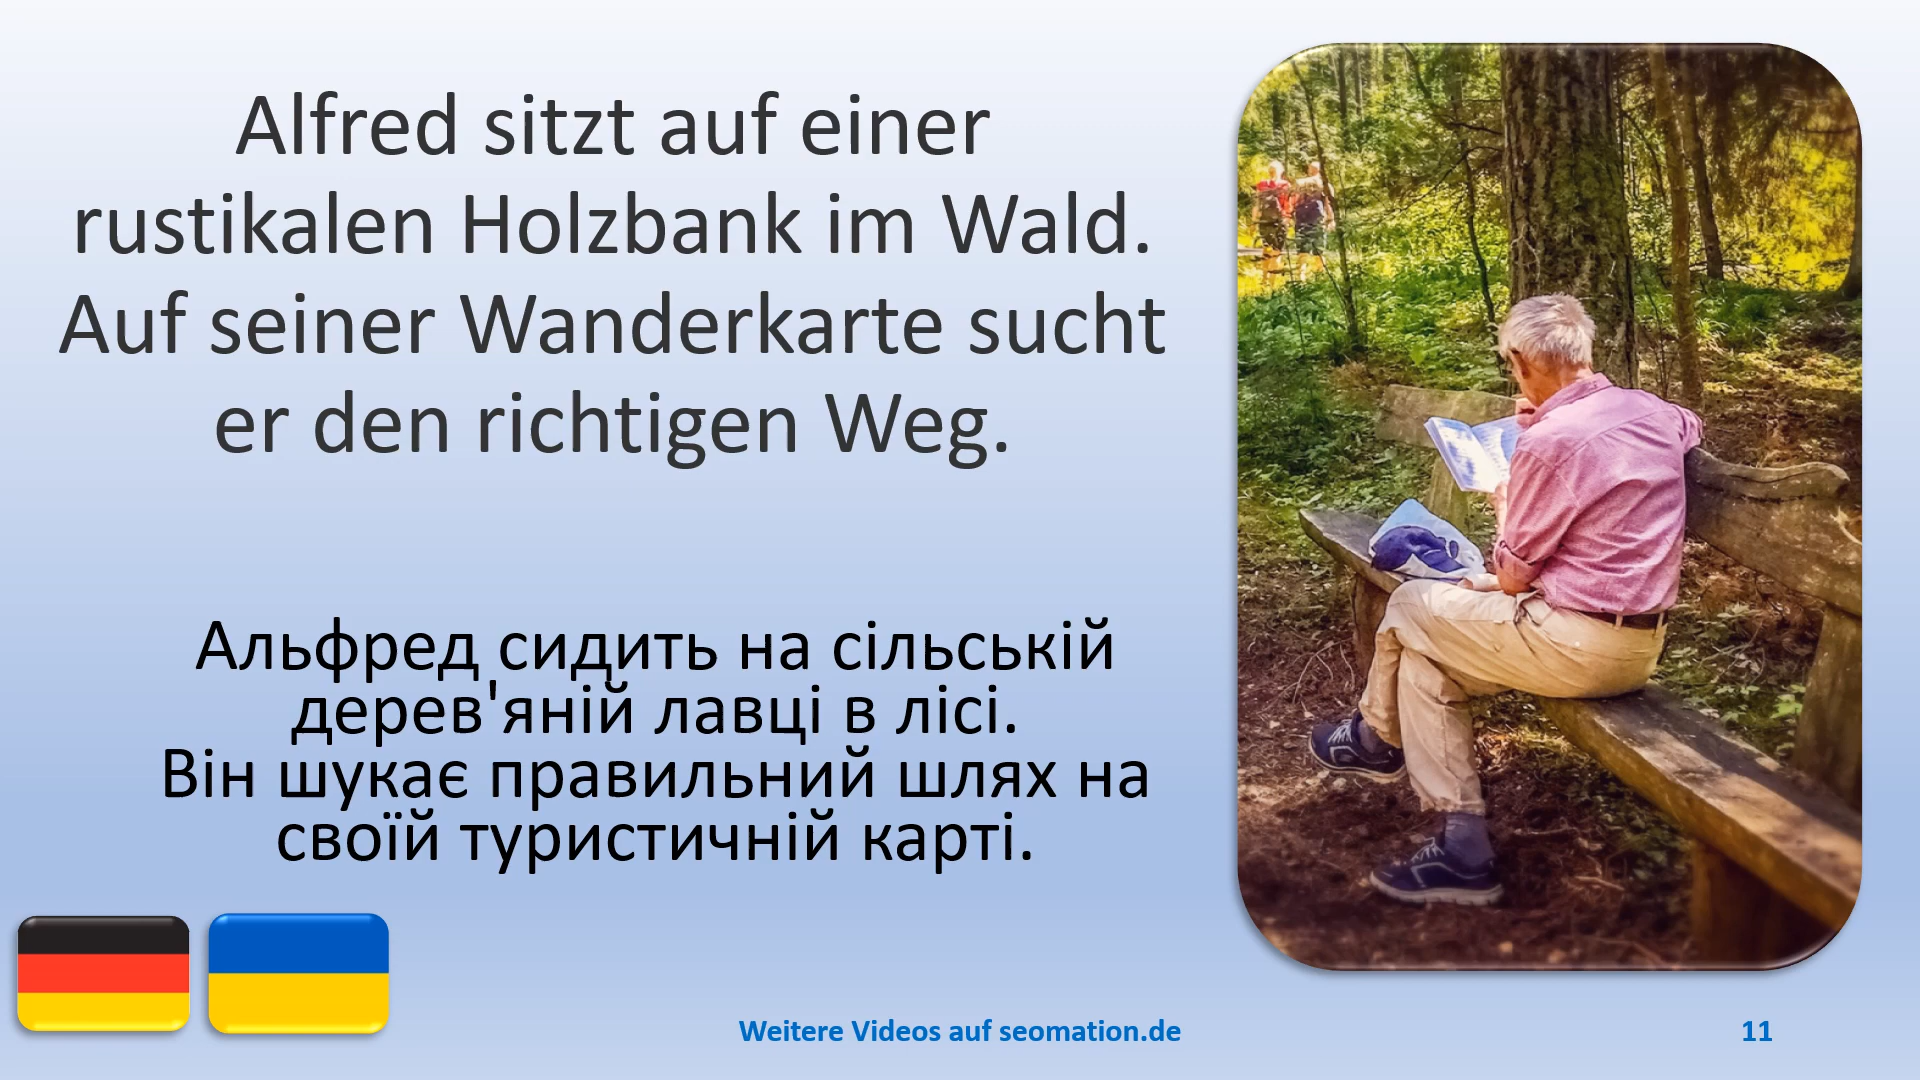 Alfred sitzt auf einer
rustikalen Holzbank im Wald.
Auf seiner Wanderkarte sucht
er den richtigen Weg.
Альфред сидить на сільській
дерев'яній лавці в лісі.
Він шукає правильний шлях на
своїй туристичній карті.
Weitere Videos auf seomation.de
11